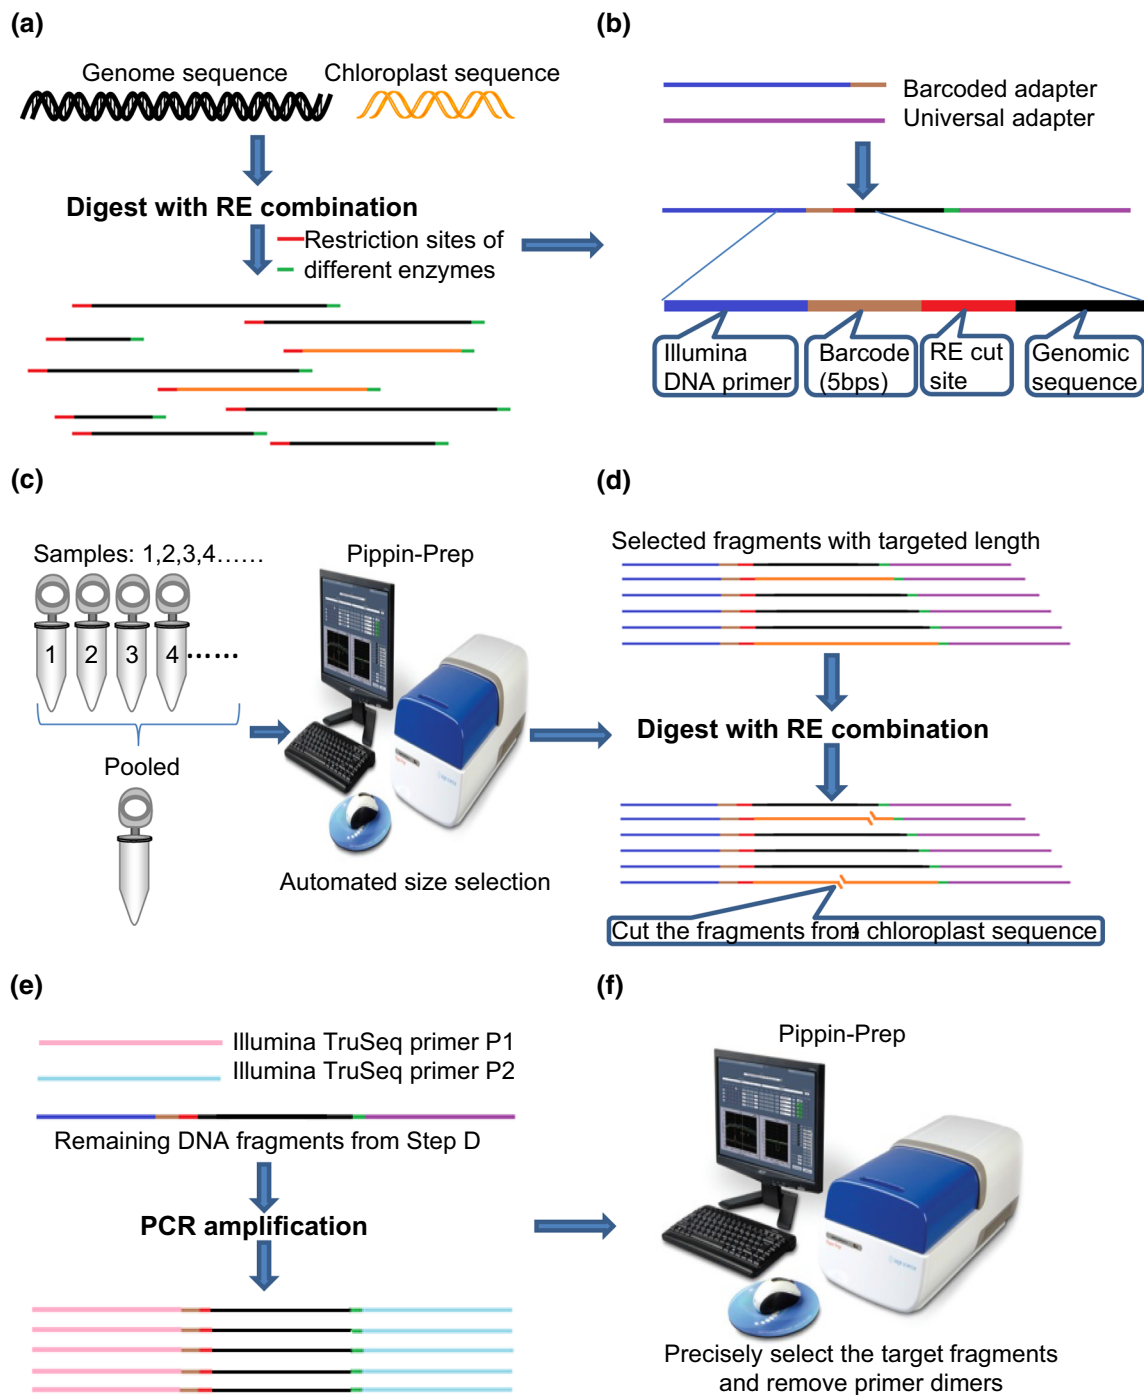 (a)
Genome sequence
Chloroplast sequence
Digest with RE combination
Restriction sites of
different enzymes
(b)
Barcoded adapter
Universal adapter
Illumina
DNA primer
Barcode
(5bps)
RE cut
site
Genomic
sequence
(c)
Samples: 1,2,3,4……
1 2 3 4 ……
Pooled
Pippin-Prep
Automated size selection
(d)
Selected fragments with targeted length
Digest with RE combination
Cut the fragments from chloroplast sequence
(e)
Illumina TruSeq primer P1
Illumina TruSeq primer P2
Remaining DNA fragments from Step D
PCR amplification
(f)
Pippin-Prep
Precisely select the target fragments
and remove primer dimers